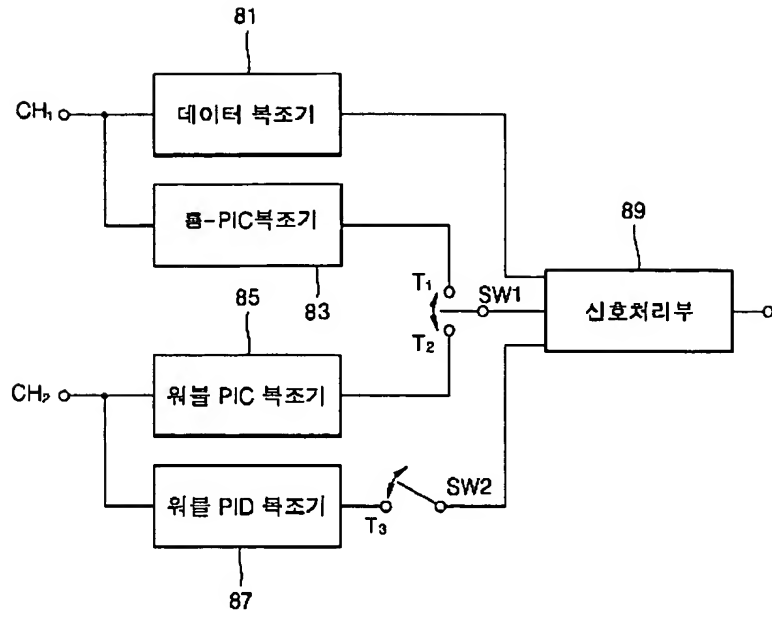 81
CH₁
데이터 복조기
홈-PIC복조기
83
89
T₁
SW1
신호처리부
T₂
85
CH₂
워블 PIC 복조기
SW2
워블 PID 복조기
T₃
87